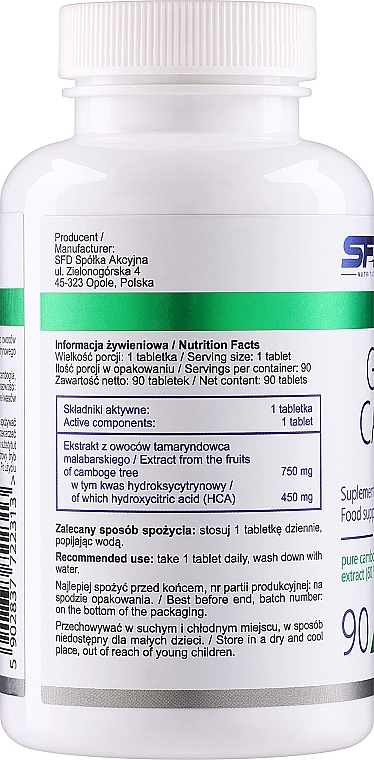 Producent /
Manufacturer:
SFD Spółka Akcyjna
ul. Zielonogórska 4
45-323 Opole, Polska
Informacja żywieniowa / Nutrition Facts
Wielkość porcji: 1 tabletka / Serving size: 1 tablet
Ilość porcji w opakowaniu / Servings per container: 90
Zawartość netto: 90 tabletek / Net content: 90 tablets
Składniki aktywne: 1 tabletka
Active components: 1 tablet
Ekstrakt z owoców tamaryndowca
malabarskiego / Extract from the fruits
of camboge tree 750 mg
w tym kwas hydroksycytrynowy /
of which hydroxycitric acid (HCA) 450 mg
Zalecany sposób spożycia: stosuj 1 tabletkę dziennie,
popijając wodą.
Recommended use: take 1 tablet daily, wash down with
water.
Najlepiej spożyć przed końcem, nr partii produkcyjnej: na
spodzie opakowania. / Best before end, batch number:
on the bottom of the packaging.
Przechowywać w suchym i chłodnym miejscu, w sposób
niedostępny dla małych dzieci. / Store in a dry and cool
place, out of reach of young children.
5 902837 722313 >
SF
NUTRITION
G
CA
Suplement
Food supp
pure cambo
extract (60
90